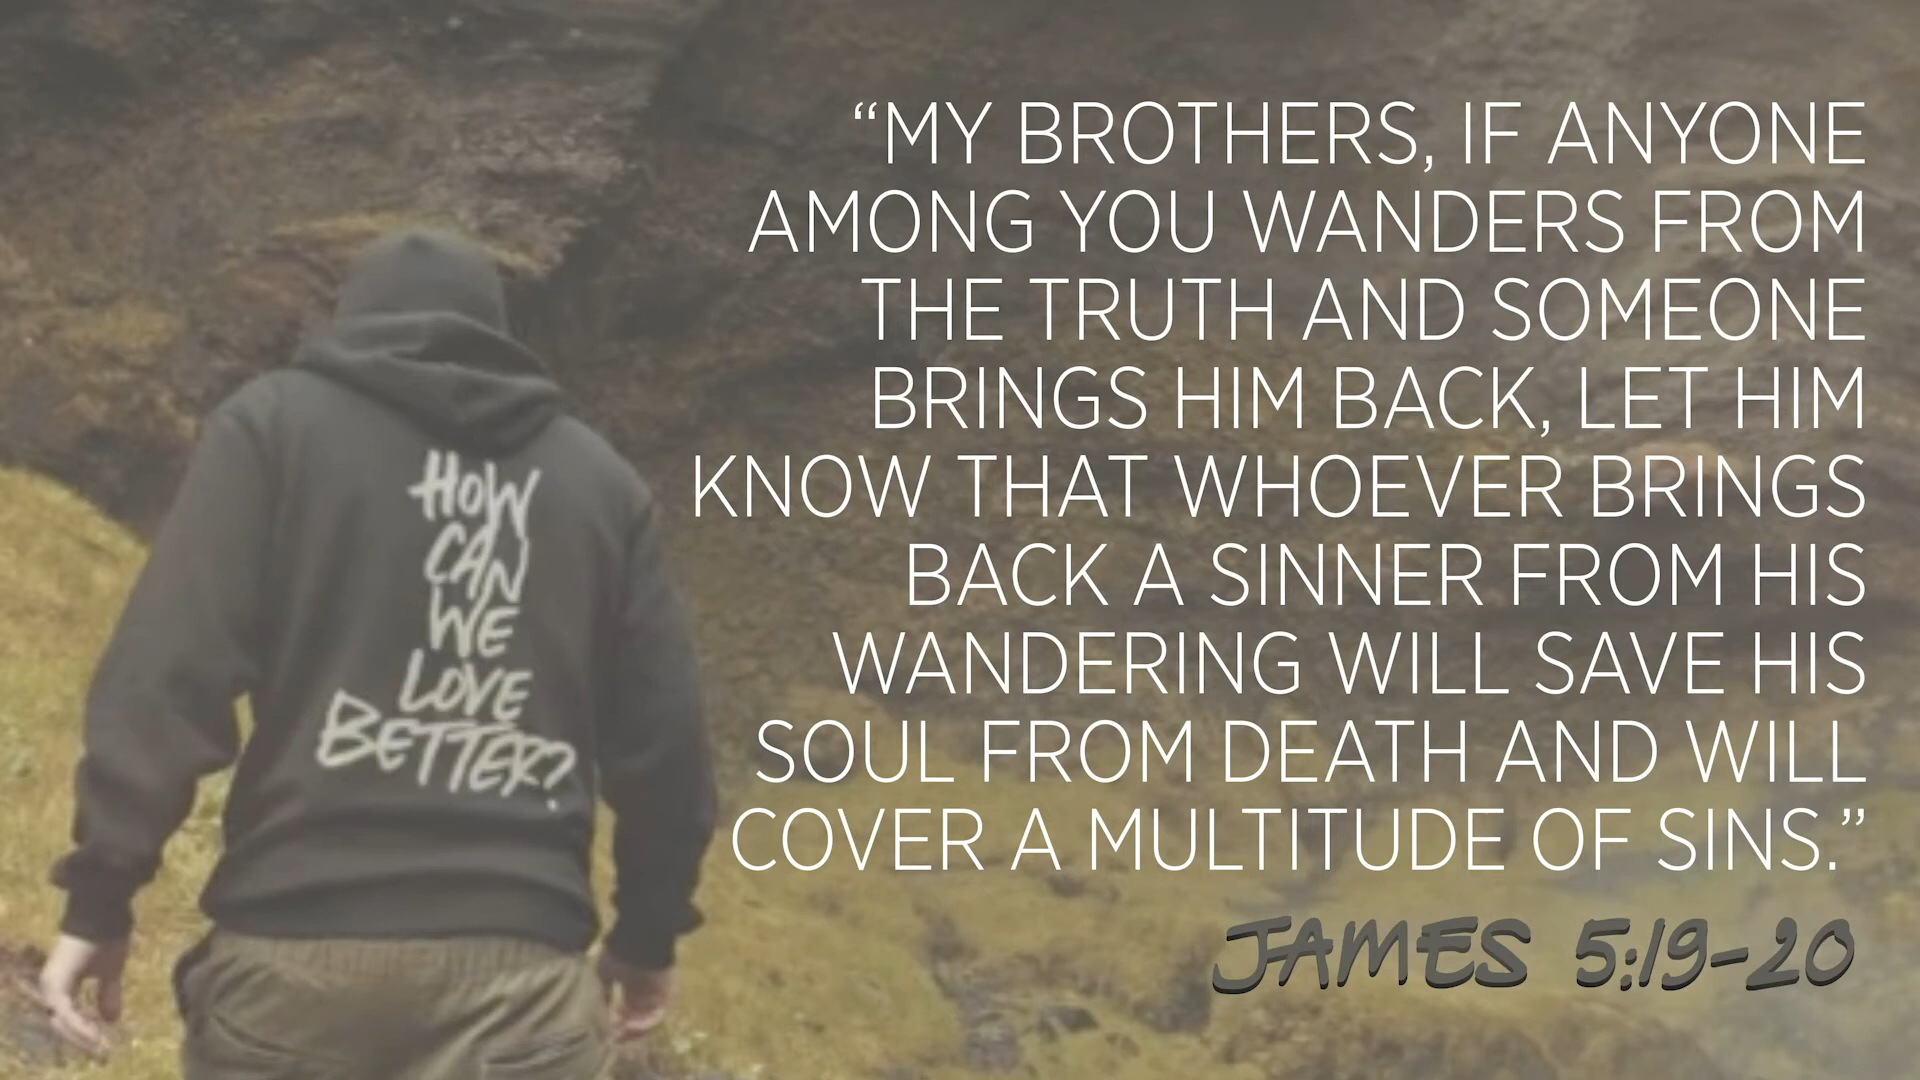 “MY BROTHERS, IF ANYONE
AMONG YOU WANDERS FROM
THE TRUTH AND SOMEONE
BRINGS HIM BACK, LET HIM
KNOW THAT WHOEVER BRINGS
BACK A SINNER FROM HIS
WANDERING WILL SAVE HIS
SOUL FROM DEATH AND WILL
COVER A MULTITUDE OF SINS.”
JAMES 5:19-20
HOW
CAN
WE
LOVE
BETTER?